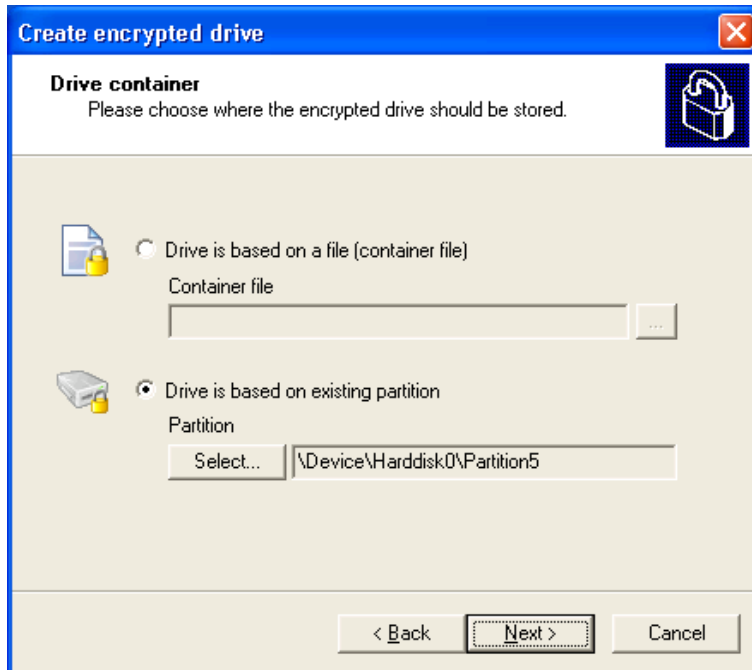 Create encrypted drive
Drive container
Please choose where the encrypted drive should be stored.
Drive is based on a file (container file)
Container file
...
Drive is based on existing partition
Partition
Select... \Device\Harddisk0\Partition5
< Back Next > Cancel